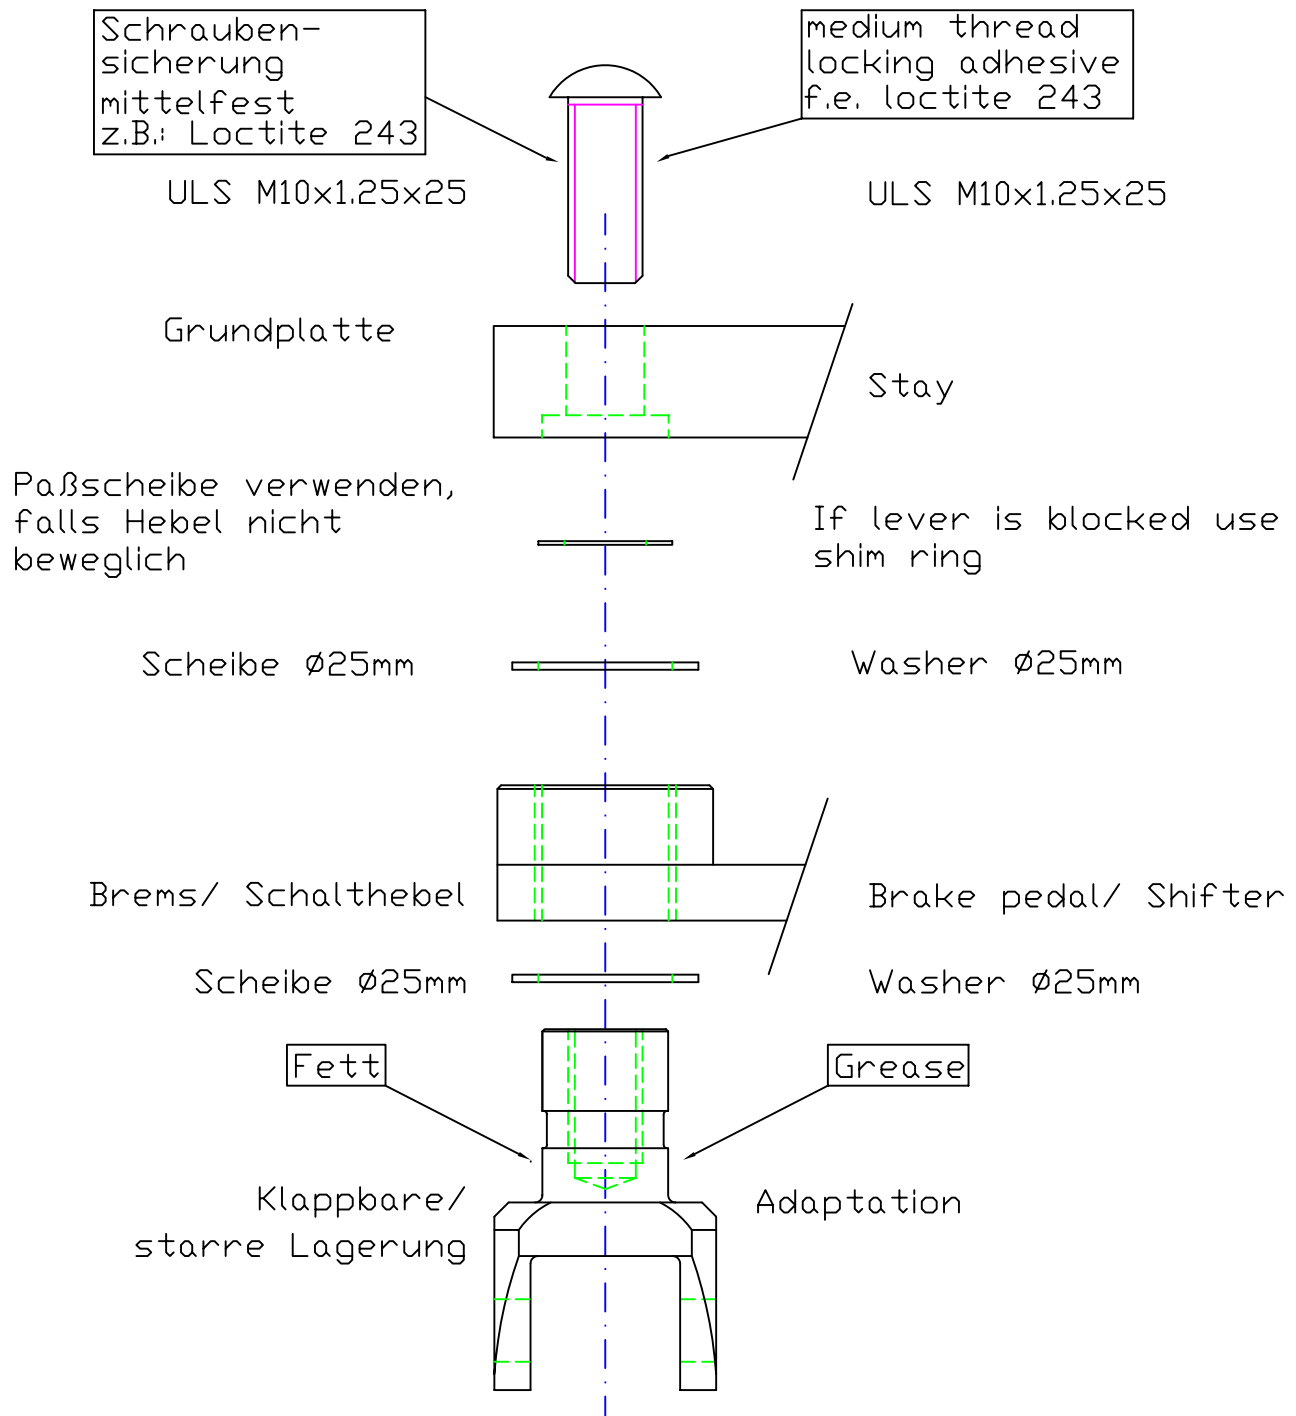 Schrauben-
sicherung
mittelfest
z.B.: Loctite 243
medium thread
locking adhesive
f.e. loctite 243
ULS M10x1.25x25
ULS M10x1.25x25
Grundplatte
Stay
Paßscheibe verwenden,
falls Hebel nicht
beweglich
If lever is blocked use
shim ring
Scheibe Ø25mm
Washer Ø25mm
Brems/ Schalthebel
Brake pedal/ Shifter
Scheibe Ø25mm
Washer Ø25mm
Fett
Grease
Klappbare/
starre Lagerung
Adaptation